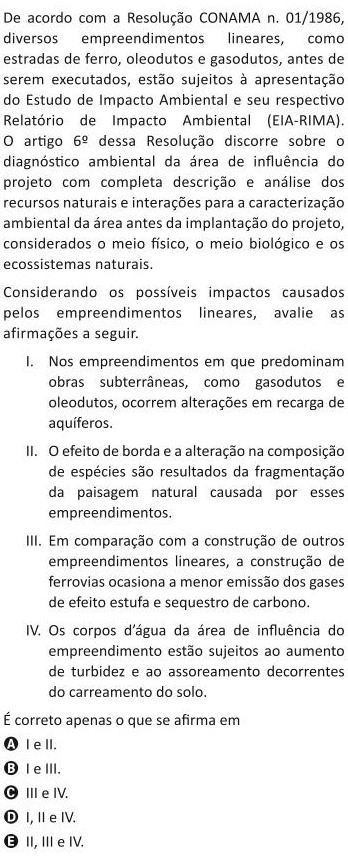 De acordo com a Resolução CONAMA n. 01/1986,
diversos empreendimentos lineares, como
estradas de ferro, oleodutos e gasodutos, antes de
serem executados, estão sujeitos à apresentação
do Estudo de Impacto Ambiental e seu respectivo
Relatório de Impacto Ambiental (EIA-RIMA).
O artigo 6º dessa Resolução discorre sobre o
diagnóstico ambiental da área de influência do
projeto com completa descrição e análise dos
recursos naturais e interações para a caracterização
ambiental da área antes da implantação do projeto,
considerados o meio físico, o meio biológico e os
ecossistemas naturais.
Considerando os possíveis impactos causados
pelos empreendimentos lineares, avalie as
afirmações a seguir.
I. Nos empreendimentos em que predominam
obras subterrâneas, como gasodutos e
oleodutos, ocorrem alterações em recarga de
aquíferos.
II. O efeito de borda e a alteração na composição
de espécies são resultados da fragmentação
da paisagem natural causada por esses
empreendimentos.
III. Em comparação com a construção de outros
empreendimentos lineares, a construção de
ferrovias ocasiona a menor emissão dos gases
de efeito estufa e sequestro de carbono.
IV. Os corpos d'água da área de influência do
empreendimento estão sujeitos ao aumento
de turbidez e ao assoreamento decorrentes
do carreamento do solo.
É correto apenas o que se afirma em
A I e II.
B I e III.
C III e IV.
D I, II e IV.
E II, III e IV.